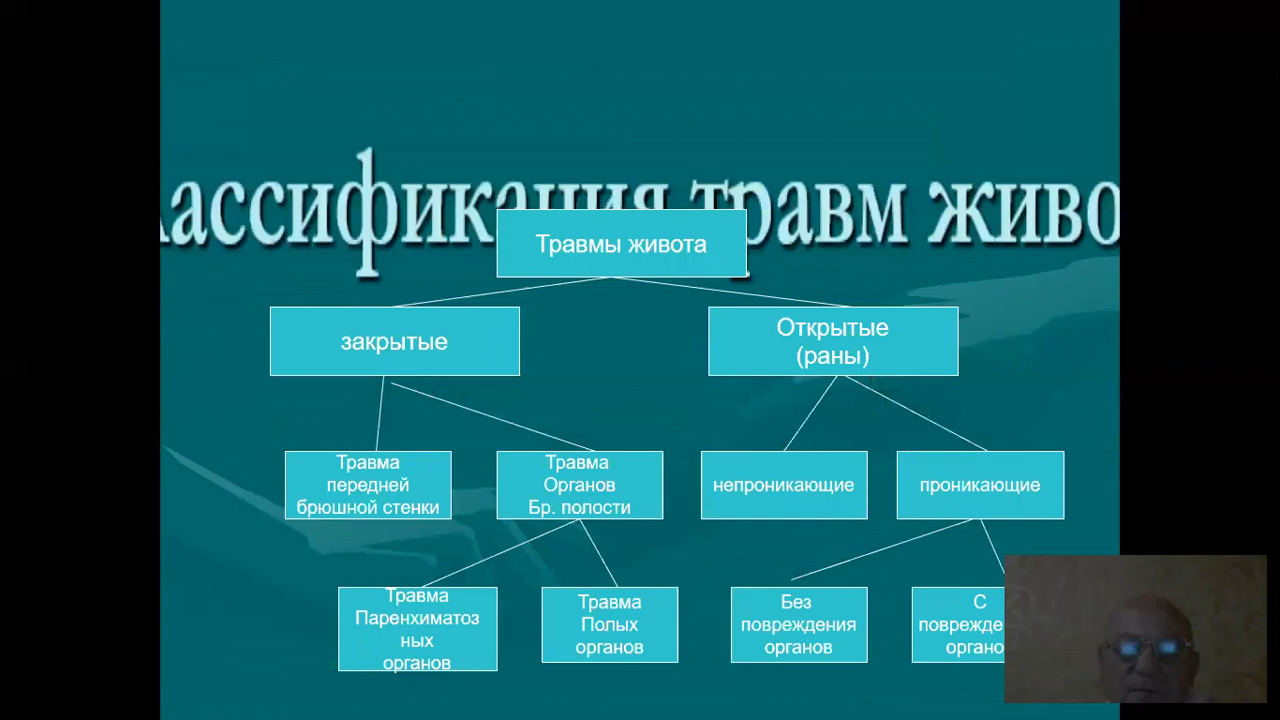 лассификация травм живо
Травмы живота
закрытые
Открытые
(раны)
Травма
передней
брюшной стенки
Травма
Органов
Бр. полости
непроникающие
проникающие
Травма
Паренхиматоз
ных
органов
Травма
Полых
органов
Без
повреждения
органов
С
поврежде
органо